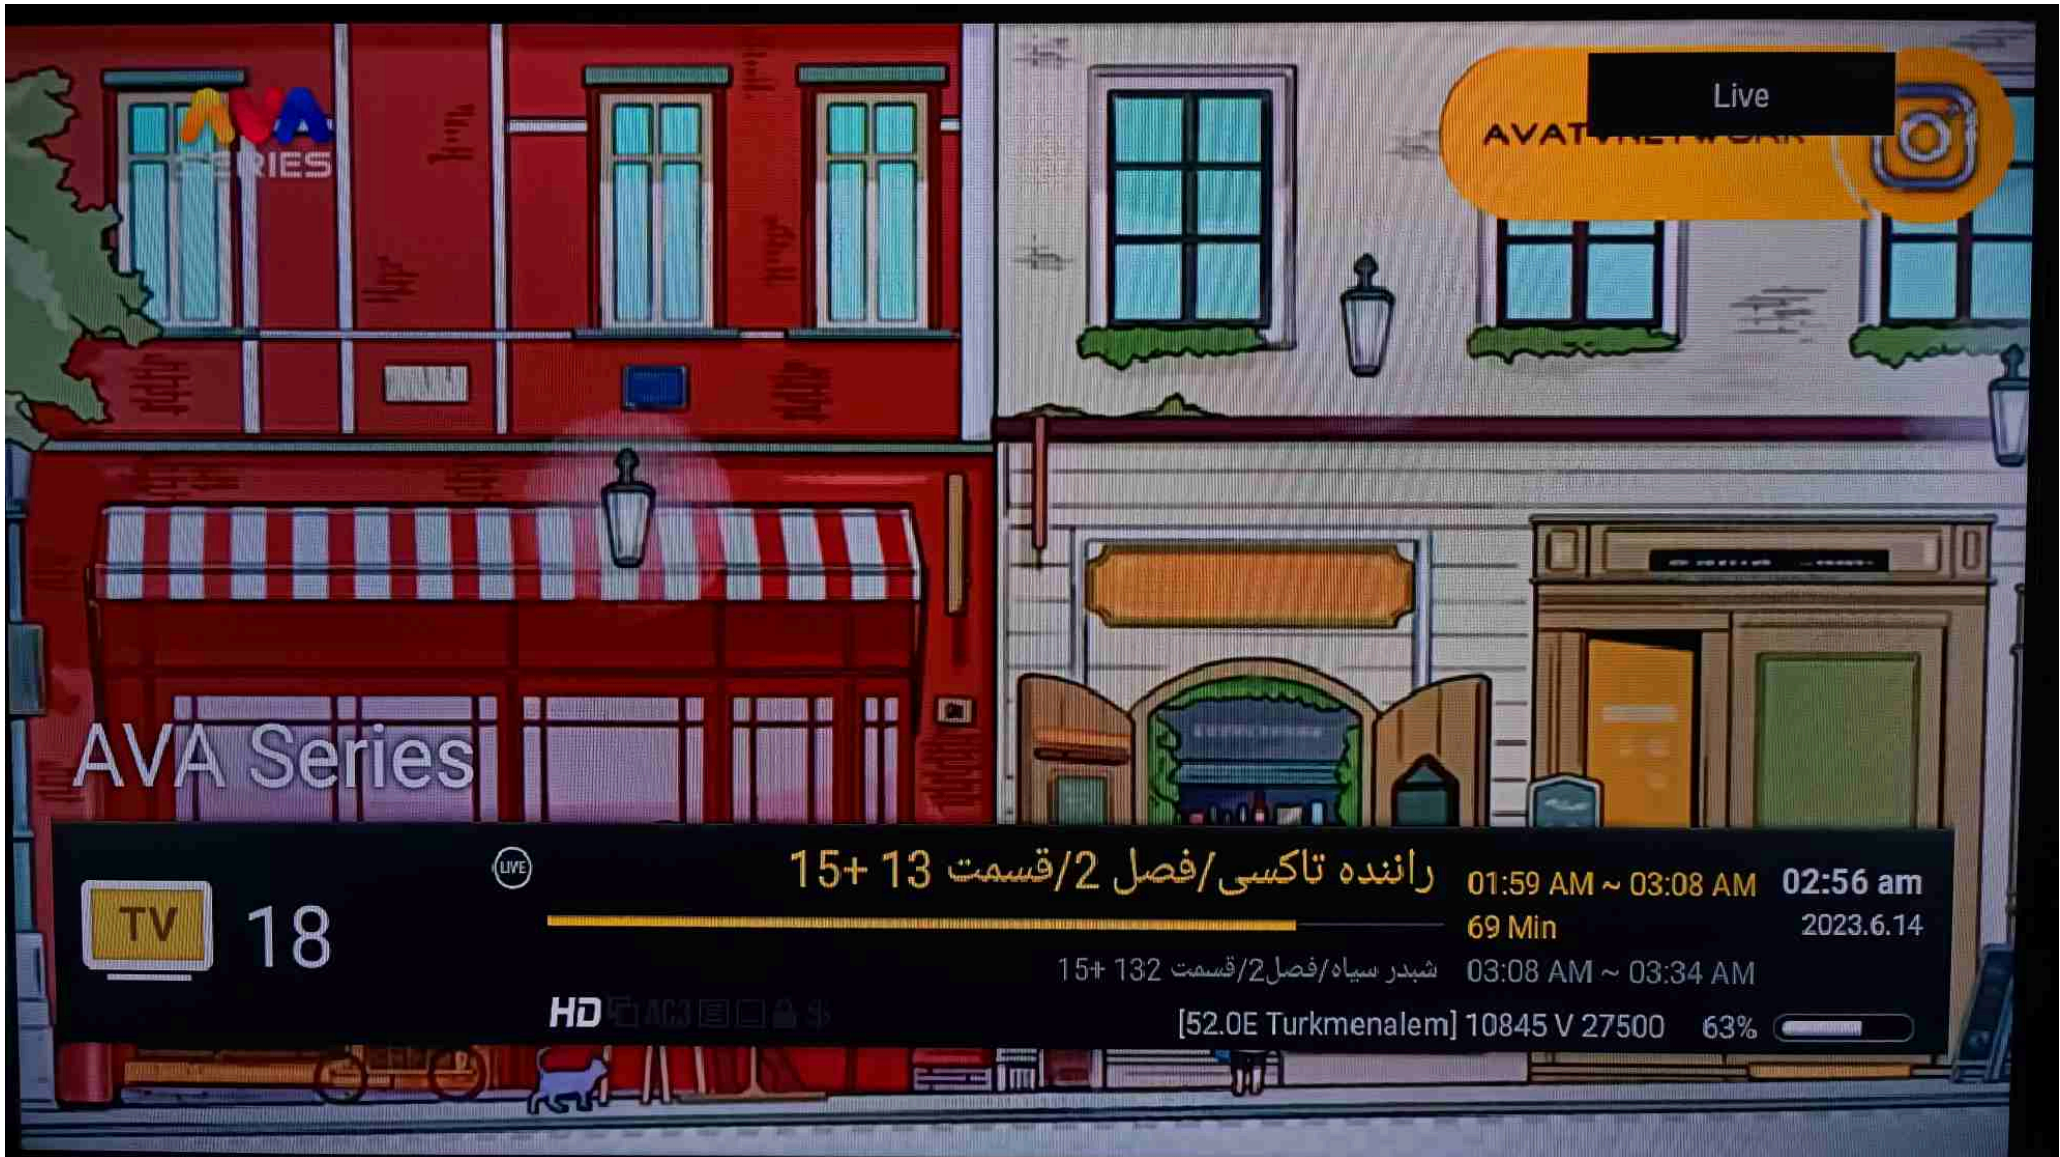 AVA
SERIES
Live
AVATVNETWORK
AVA Series
TV
18
LIVE
راننده تاکسی/فصل 2/قسمت 13 +15
01:59 AM ~ 03:08 AM
02:56 am
69 Min
2023.6.14
شبدر سیاه/فصل2/قسمت 132 +15
03:08 AM ~ 03:34 AM
HD
AC3
$
[52.0E Turkmenalem] 10845 V 27500
63%